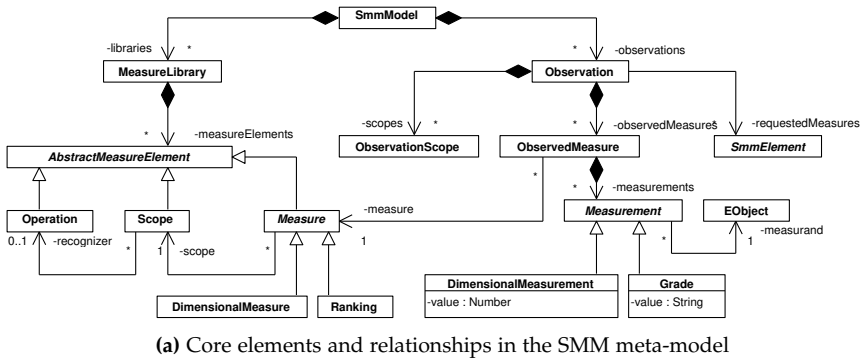 SmmModel
-libraries
*
*
-observations
MeasureLibrary
Observation
-scopes
*
*
-observedMeasures
*
-requestedMeasures
*
-measureElements
AbstractMeasureElement
ObservationScope
ObservedMeasure
SmmElement
*
*
-measurements
Operation
Scope
Measure
-measure
Measurement
EObject
0..1
-recognizer
*
1
-scope
*
1
*
1
-measurand
DimensionalMeasure
Ranking
DimensionalMeasurement
-value : Number
Grade
-value : String
(a) Core elements and relationships in the SMM meta-model